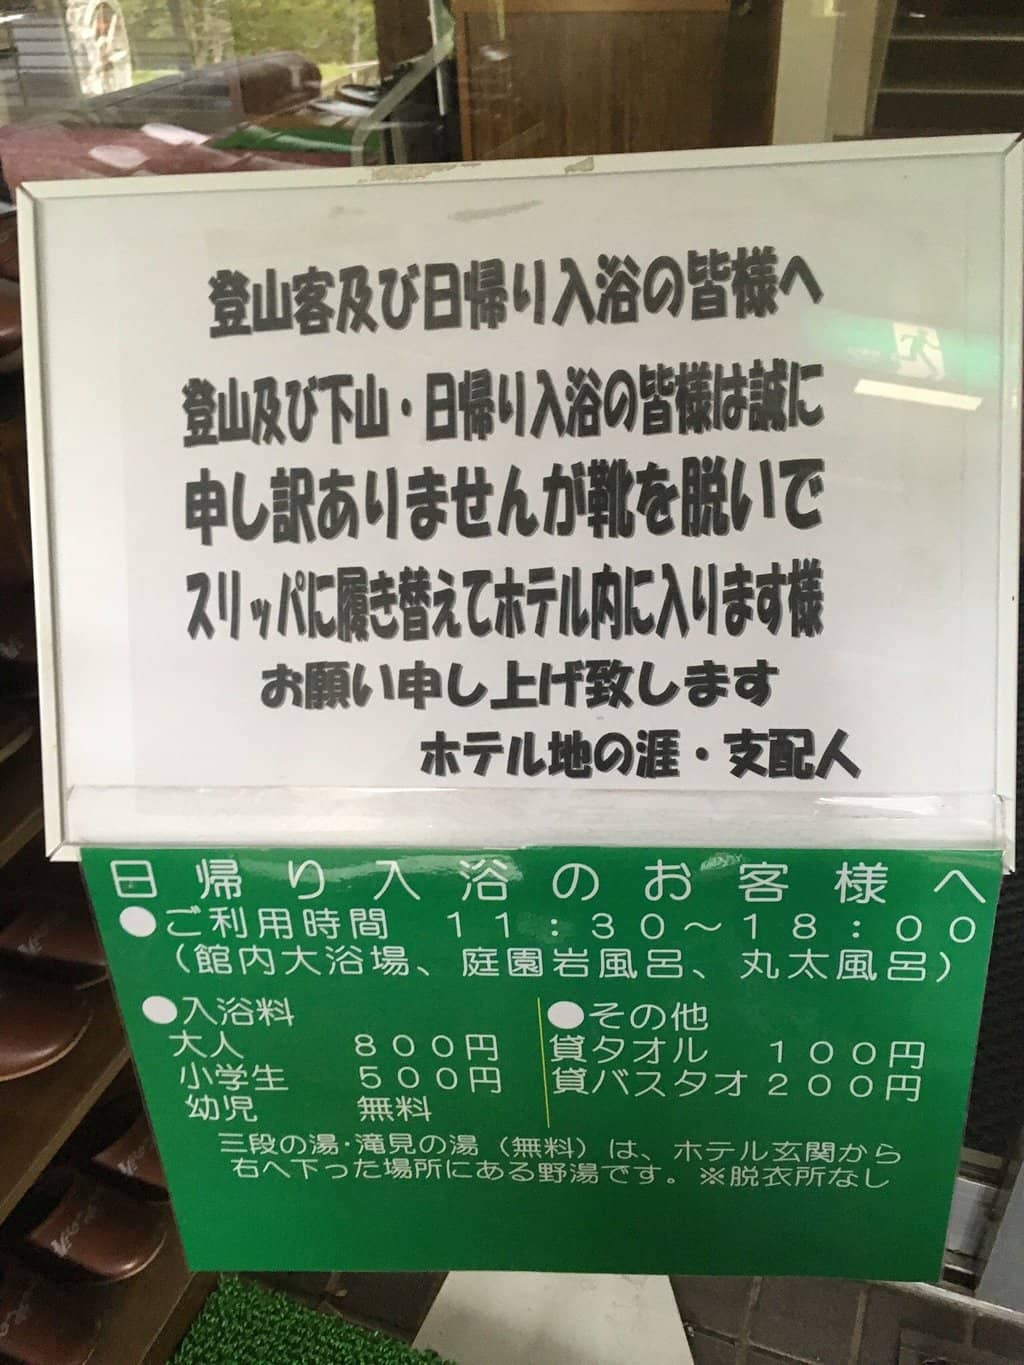 登山客及び日帰り入浴の皆様へ
登山及び下山・日帰り入浴の皆様は誠に
申し訳ありませんが靴を脱いで
スリッパに履き替えてホテル内に入ります様
お願い申し上げ致します
ホテル地の涯・支配人
日帰り入浴のお客様へ
●ご利用時間 11:30～18:00
（館内大浴場、庭園岩風呂、丸太風呂）
●入浴料
大人 800円
小学生 500円
幼児 無料
●その他
貸タオル 100円
貸バスタオ 200円
三段の湯・滝見の湯（無料）は、ホテル玄関から
右へ下った場所にある野湯です。※脱衣所なし